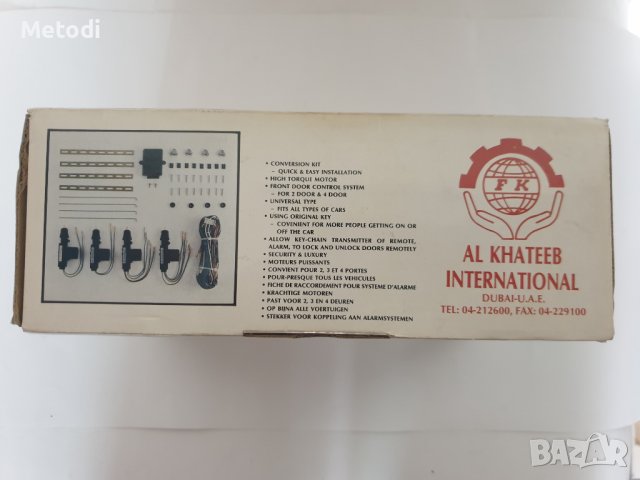 Metodi
• CONVERSION KIT
– QUICK & EASY INSTALLATION
• HIGH TORQUE MOTOR
• FRONT DOOR CONTROL SYSTEM
– FOR 2 DOOR & 4 DOOR
• UNIVERSAL TYPE
– FITS ALL TYPES OF CARS
• USING ORIGINAL KEY
– COVENIENT FOR MORE PEOPLE GETTING ON OR
OFF THE CAR
• ALLOW KEY-CHAIN TRANSMITTER OF REMOTE,
ALARM, TO LOCK AND UNLOCK DOORS REMOTELY
• SECURITY & LUXURY
• MOTEURS PUISSANTS
• CONVIENT POUR 2, 3 ET 4 PORTES
• POUR-PRESQUE TOUS LES VEHICULES
• FICHE DE RACCORDEMENT POUR SYSTEME D'ALARME
• KRACHTIGE MOTOREN
• PAST VOOR 2, 3 EN 4 DEUREN
• OP BIJNA ALLE VOERTUIGEN
• STEKKER VOOR KOPPELING AAN ALARMSYSTEMEN
F K
AL KHATEEB
INTERNATIONAL
DUBAI-U.A.E.
TEL: 04-212600, FAX: 04-229100
BAZAR